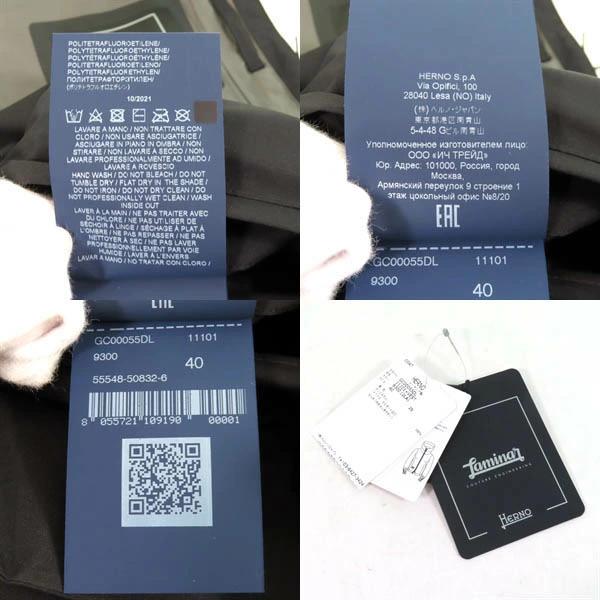 POLITETRAFLUOROETILENE/
POLYTETRAFLUOROETHYLENE/
POLYTÉTRAFLUOROÉTHYLÈNE/
ПОЛИТЕТРАФТОРОЭТИЛЕН/
(ポリテトラフルオロエチレン)
10/2021
LAVARE A MANO / NON TRATTARE CON
CLORO / NON USARE ASCIUGATRICE /
ASCIUGARE IN PIANO IN OMBRA / NON
STIRARE / NON LAVARE A SECCO / NON
LAVARE PROFESSIONALMENTE AD UMIDO /
LAVARE A ROVESCIO
HAND WASH / DO NOT BLEACH / DO NOT
TUMBLE DRY / FLAT DRY IN THE SHADE /
DO NOT IRON / DO NOT DRY CLEAN / DO
NOT PROFESSIONALLY WET CLEAN / WASH
INSIDE OUT
LAVER A LA MAIN / NE PAS TRAITER AVEC
DU CHLORE / NE PAS UTILISER DE
SÉCHOIR À LINGE / SÉCHAGE À PLAT À
L'OMBRE / NE PAS REPASSER / NE PAS
NETTOYER À SEC / NE PAS LAVER
PROFESSIONNELLEMENT PAR VOIE
HUMIDE / LAVER À L'ENVERS
LAVAR A MANO / NO TRATAR CON CLORO /
HERNO S.p.A
Via Opifici, 100
28040 Lesa (NO) Italy
(株)ヘルノ・ジャパン
東京都港区南青山
5-4-48 Gビル南青山
Уполномоченное изготовителем лицо:
ООО «ИЧ ТРЕЙД»
Юр. Адрес: 101000, Россия, город
Москва,
Армянский переулок 9 строение 1
этаж цокольный офис №8/20
EAC
GC00055DL 11101
9300
40
EAC
GC00055DL 11101
9300
40
55548-50832-6
8 055721 109190 00001
HERNO
40
Laminar
COUTURE ENGINEERING
HERNO